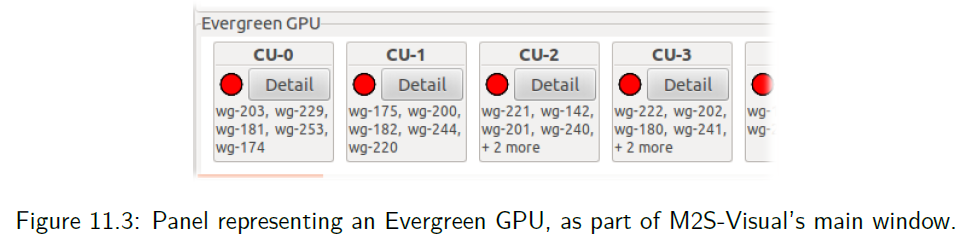 Evergreen GPU
CU-0
Detail
wg-203, wg-229,
wg-181, wg-253,
wg-174
CU-1
Detail
wg-175, wg-200,
wg-182, wg-244,
wg-220
CU-2
Detail
wg-221, wg-142,
wg-201, wg-240,
+ 2 more
CU-3
Detail
wg-222, wg-202,
wg-180, wg-241,
+ 2 more
wg-
wg-
Figure 11.3: Panel representing an Evergreen GPU, as part of M2S-Visual's main window.